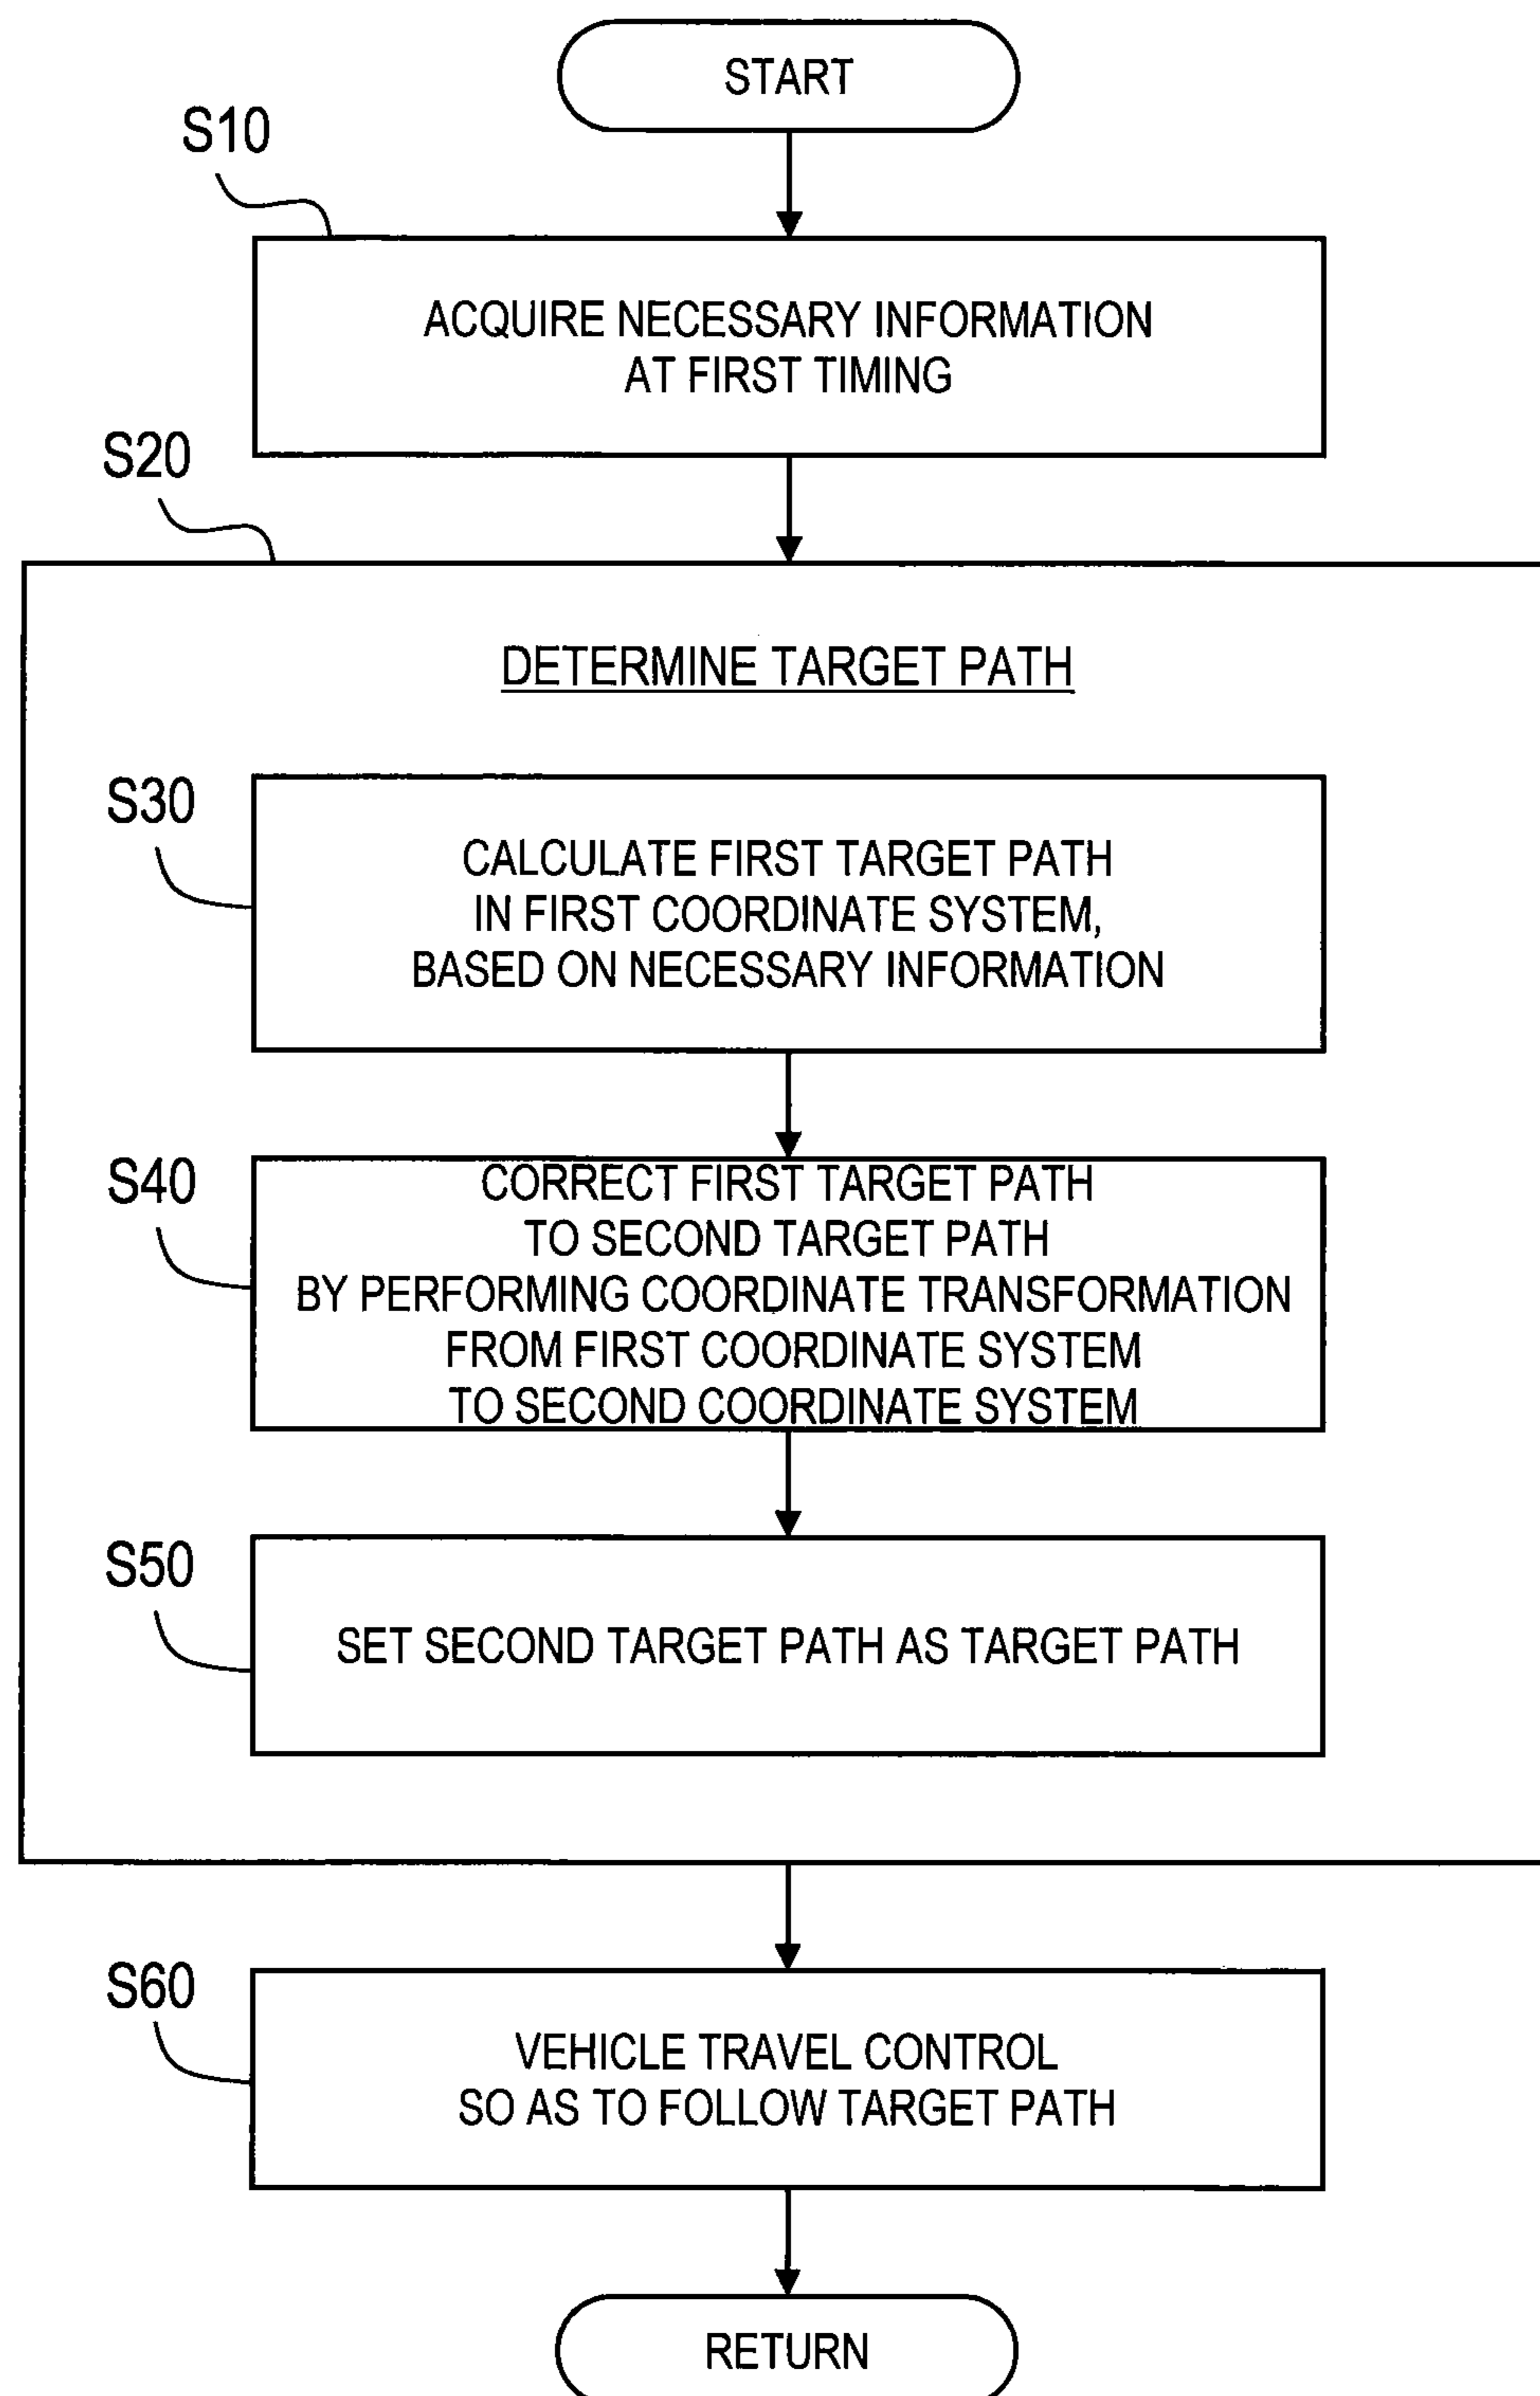 START
S10
ACQUIRE NECESSARY INFORMATION
AT FIRST TIMING
S20
DETERMINE TARGET PATH
S30
CALCULATE FIRST TARGET PATH
IN FIRST COORDINATE SYSTEM,
BASED ON NECESSARY INFORMATION
S40
CORRECT FIRST TARGET PATH
TO SECOND TARGET PATH
BY PERFORMING COORDINATE TRANSFORMATION
FROM FIRST COORDINATE SYSTEM
TO SECOND COORDINATE SYSTEM
S50
SET SECOND TARGET PATH AS TARGET PATH
S60
VEHICLE TRAVEL CONTROL
SO AS TO FOLLOW TARGET PATH
RETURN